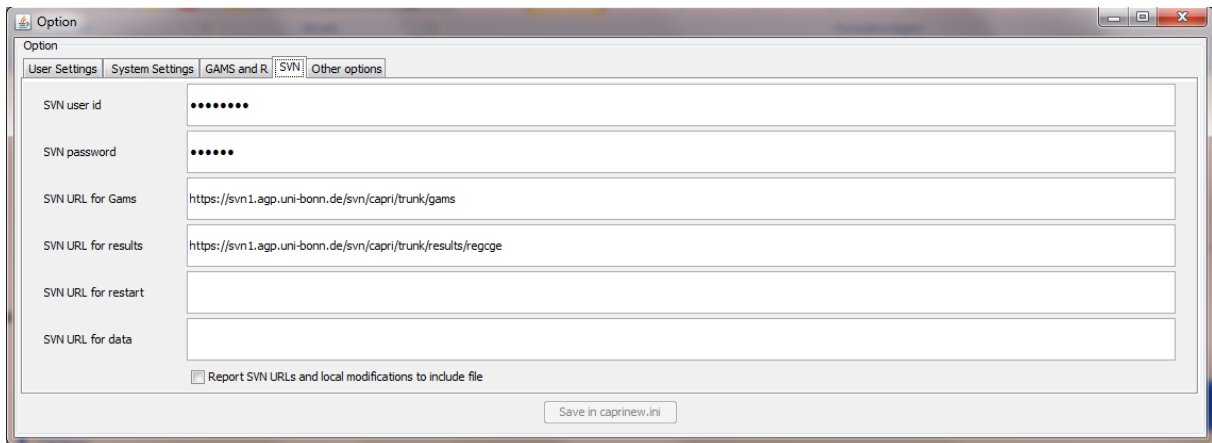 Option
Option
User Settings System Settings GAMS and R SVN Other options
SVN user id ••••••••
SVN password ••••••
SVN URL for Gams https://svn1.agp.uni-bonn.de/svn/capri/trunk/gams
SVN URL for results https://svn1.agp.uni-bonn.de/svn/capri/trunk/results/regcge
SVN URL for restart
SVN URL for data
Report SVN URLs and local modifications to include file
Save in caprinew.ini